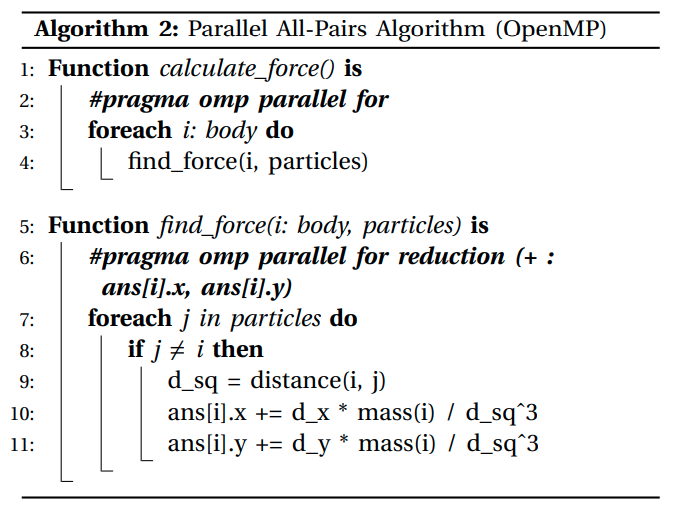 Algorithm 2: Parallel All-Pairs Algorithm (OpenMP)
1: Function calculate_force() is
2: #pragma omp parallel for
3: foreach i: body do
4: find_force(i, particles)
5: Function find_force(i: body, particles) is
6: #pragma omp parallel for reduction (+ :
ans[i].x, ans[i].y)
7: foreach j in particles do
8: if j ≠ i then
9: d_sq = distance(i, j)
10: ans[i].x += d_x * mass(i) / d_sq^3
11: ans[i].y += d_y * mass(i) / d_sq^3